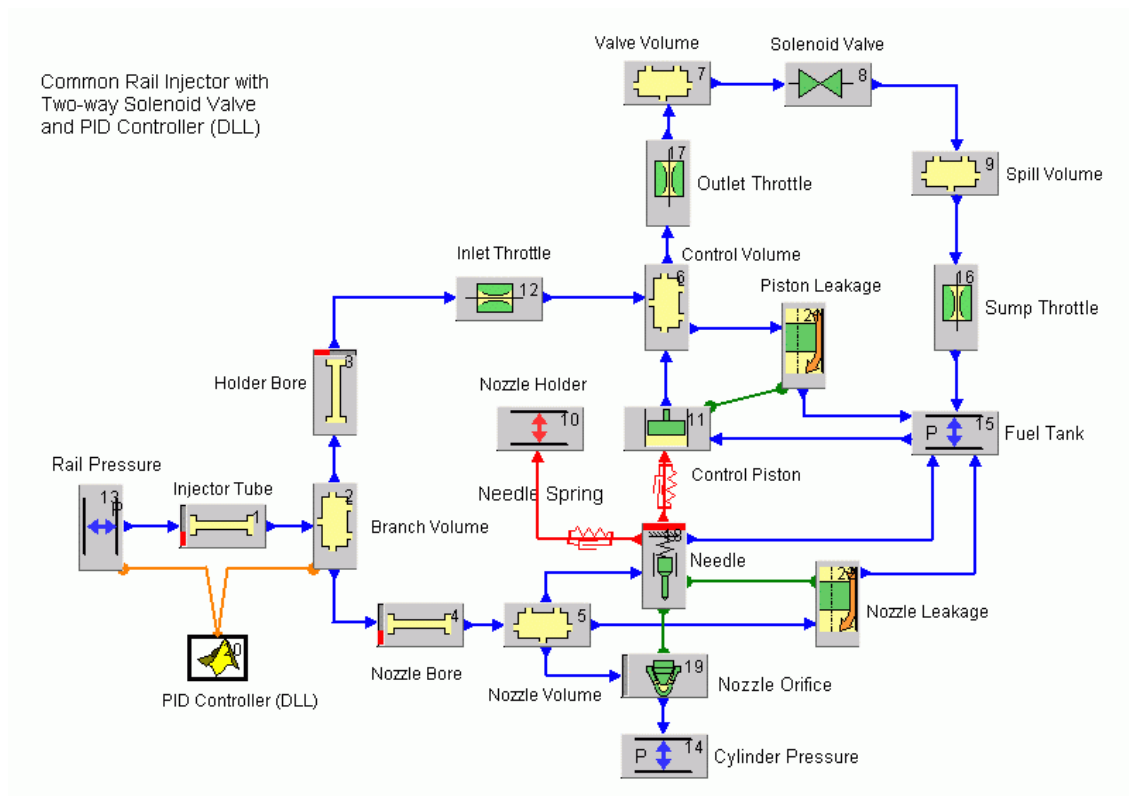 Common Rail Injector with
Two-way Solenoid Valve
and PID Controller (DLL)
Valve Volume
7
Solenoid Valve
8
17
Outlet Throttle
9
Spill Volume
Inlet Throttle
12
Control Volume
6
Piston Leakage
16
Sump Throttle
3
Holder Bore
Nozzle Holder
10
11
Control Piston
P
15
Fuel Tank
Rail Pressure
13
P
Injector Tube
1
2
Branch Volume
Needle Spring
Needle
Nozzle Leakage
4
Nozzle Bore
5
Nozzle Volume
19
Nozzle Orifice
PID Controller (DLL)
P
14
Cylinder Pressure